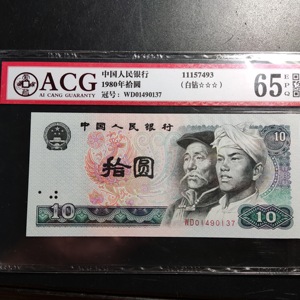 ACG
AI CANG GUARANTY
中国人民银行
1980年拾圆
冠号: WD01490137
11157493
(白钻☆☆☆)
65
EPQ
中国人民银行
10
拾圆
WD01490137
10
10